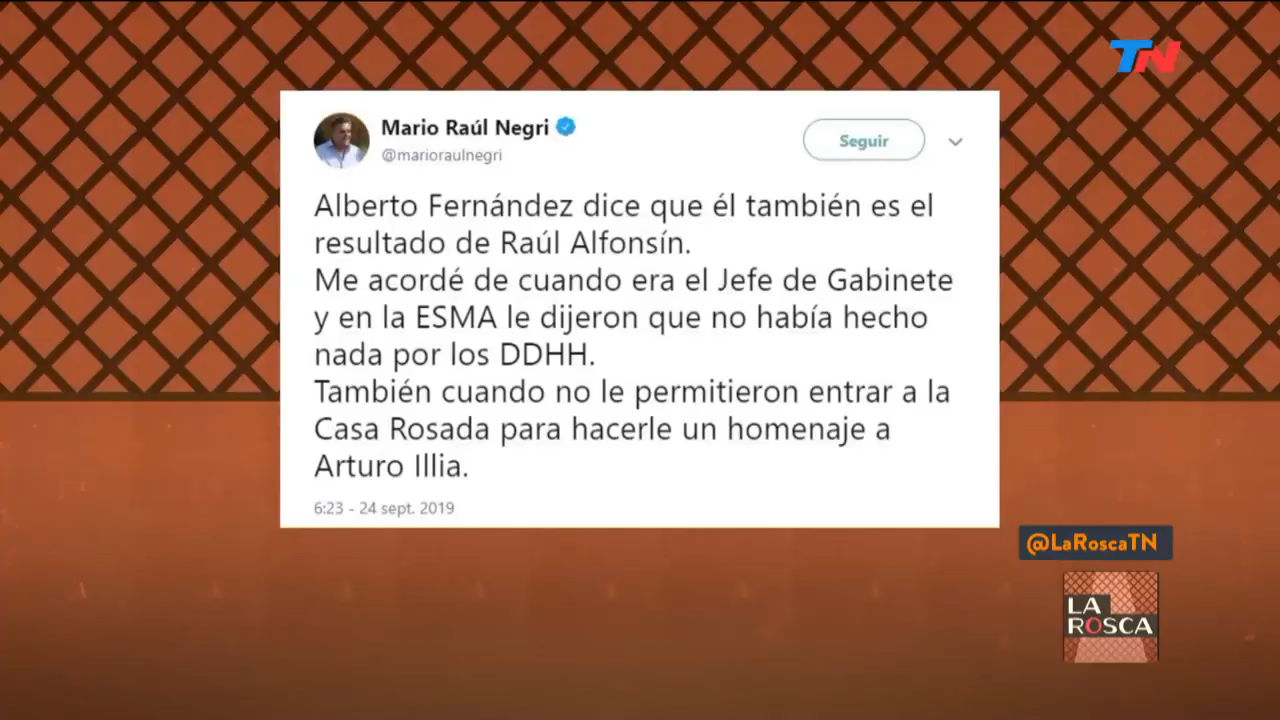 TN
Mario Raúl Negri
@marioraulnegri
Seguir
Alberto Fernández dice que él también es el
resultado de Raúl Alfonsín.
Me acordé de cuando era el Jefe de Gabinete
y en la ESMA le dijeron que no había hecho
nada por los DDHH.
También cuando no le permitieron entrar a la
Casa Rosada para hacerle un homenaje a
Arturo Illia.
6:23 - 24 sept. 2019
@LaRoscaTN
LA
ROSCA